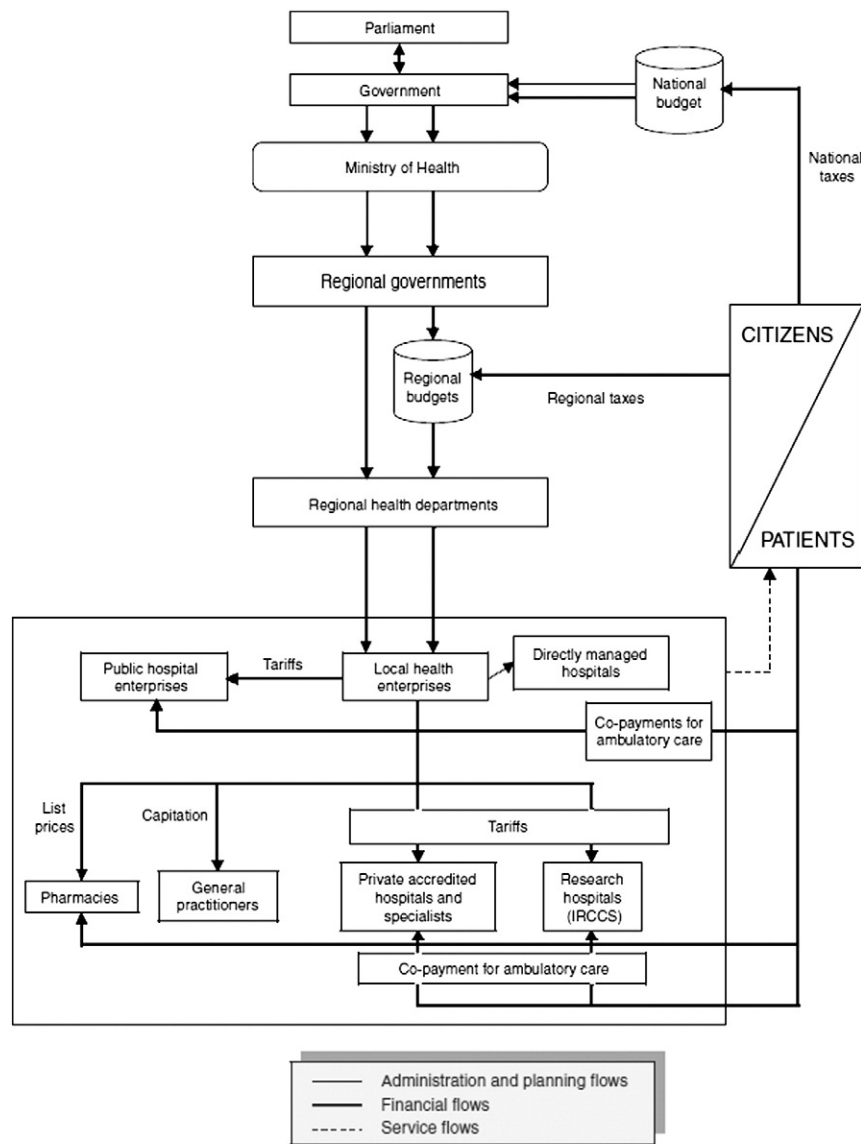 Parliament
Government
National
budget
National
taxes
Ministry of Health
Regional governments
CITIZENS
Regional
budgets
Regional taxes
Regional health departments
PATIENTS
Public hospital
enterprises
Tariffs
Local health
enterprises
Directly managed
hospitals
Co-payments for
ambulatory care
List
prices
Capitation
Tariffs
Pharmacies
General
practitioners
Private accredited
hospitals and
specialists
Research
hospitals
(IRCCS)
Co-payment for ambulatory care
Administration and planning flows
Financial flows
Service flows